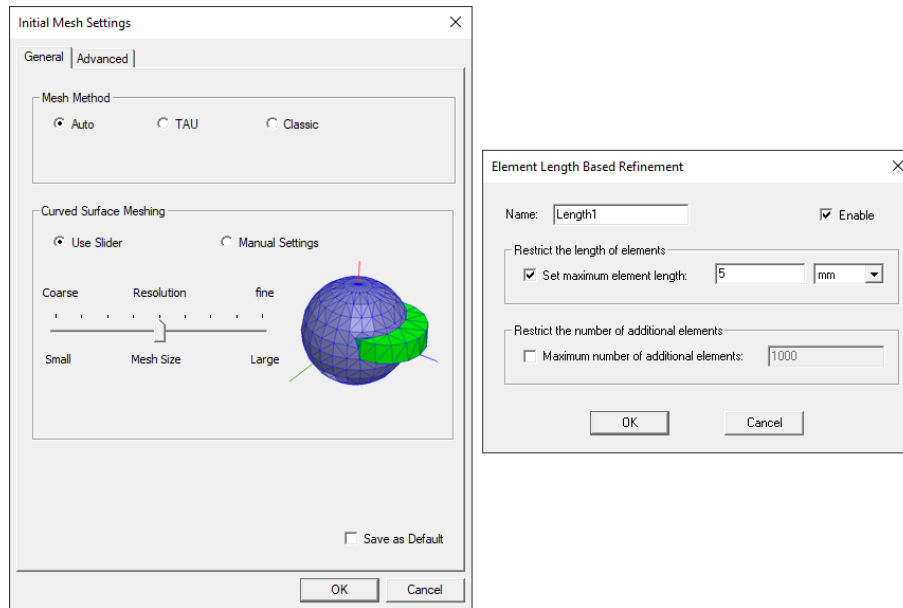 Initial Mesh Settings
General Advanced
Mesh Method
Auto TAU Classic
Curved Surface Meshing
Use Slider Manual Settings
Coarse Resolution fine
Small Mesh Size Large
Save as Default
OK Cancel
Element Length Based Refinement
Name: Length1 Enable
Restrict the length of elements
Set maximum element length: 5 mm
Restrict the number of additional elements
Maximum number of additional elements: 1000
OK Cancel